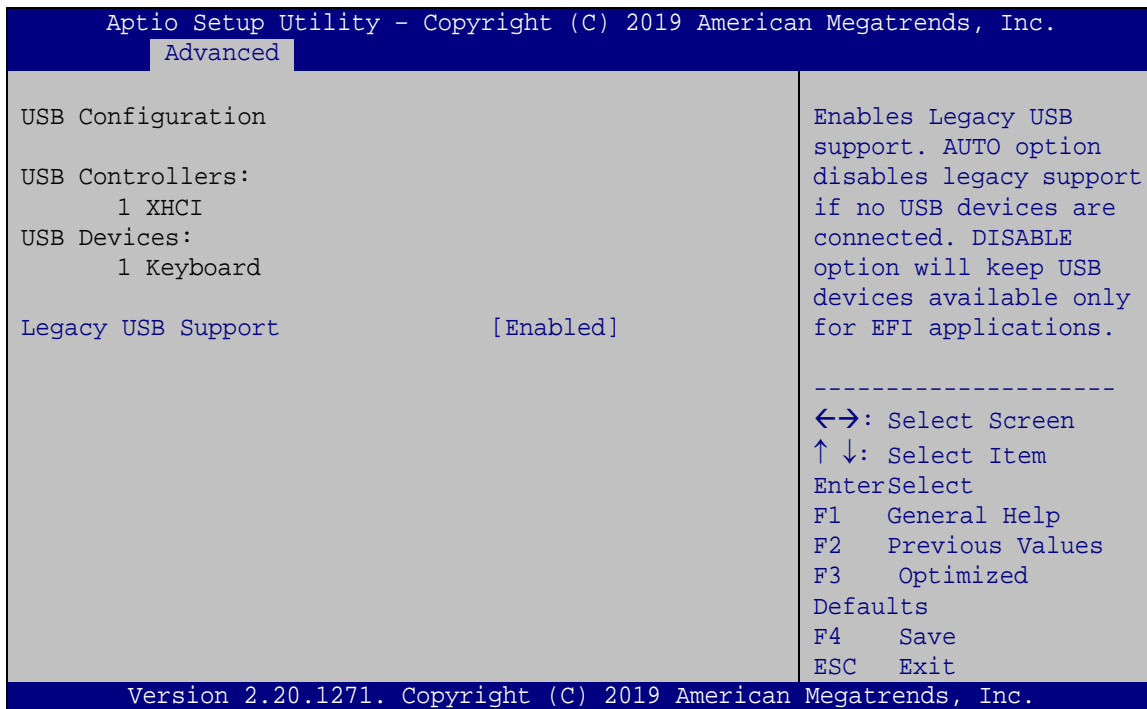 Aptio Setup Utility – Copyright (C) 2019 American Megatrends, Inc.
Advanced
USB Configuration
USB Controllers:
1 XHCI
USB Devices:
1 Keyboard
Legacy USB Support [Enabled]
Enables Legacy USB
support. AUTO option
disables legacy support
if no USB devices are
connected. DISABLE
option will keep USB
devices available only
for EFI applications.
---------------------
←→: Select Screen
↑ ↓: Select Item
EnterSelect
F1 General Help
F2 Previous Values
F3 Optimized
Defaults
F4 Save
ESC Exit
Version 2.20.1271. Copyright (C) 2019 American Megatrends, Inc.